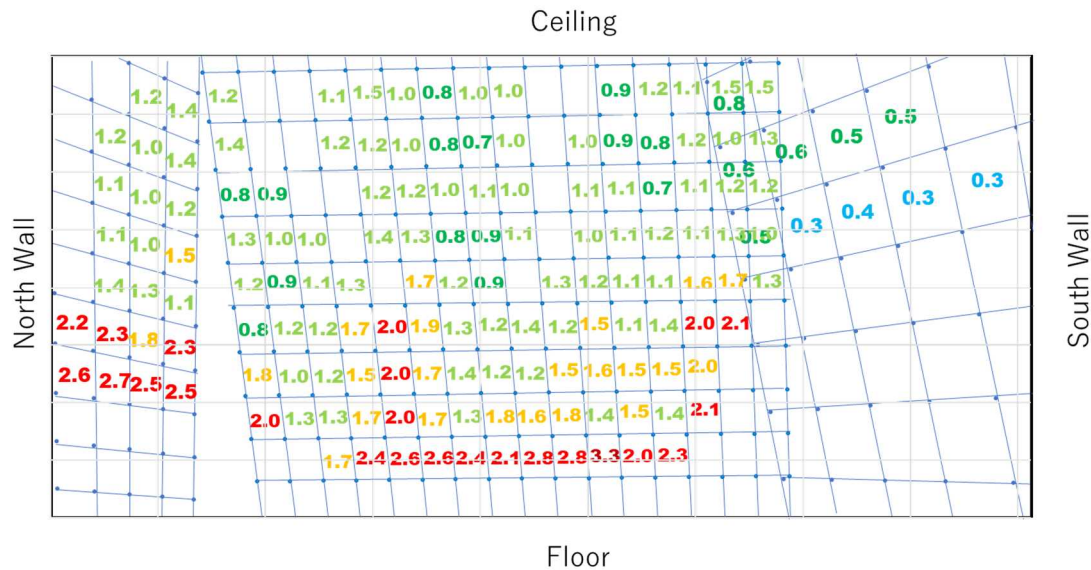 Ceiling
1.2 1.2 1.1 1.5 1.0 0.8 1.0 1.0 0.9 1.2 1.1 1.5 1.5
1.4 0.8 0.5
1.2 1.0 1.4 1.2 1.2 1.0 0.8 0.7 1.0 1.0 0.9 0.8 1.2 1.0 1.3 0.6 0.5
1.4 0.6
1.1 1.0 0.8 0.9 1.2 1.2 1.0 1.1 1.0 1.1 1.1 0.7 1.1 1.2 1.2 0.3
1.2 0.3 0.4 0.3
1.1 1.0 1.3 1.0 1.0 1.4 1.3 0.8 0.9 1.1 1.0 1.1 1.2 1.1 0.5
1.5
1.4 1.3 1.2 0.9 1.1 1.3 1.7 1.2 0.9 1.3 1.2 1.1 1.1 1.6 1.7 1.3
1.1
2.2 2.3 1.8 0.8 1.2 1.2 1.7 2.0 1.9 1.3 1.2 1.4 1.2 1.5 1.1 1.4 2.0 2.1
2.3
2.6 2.7 2.5 1.8 1.0 1.2 1.5 2.0 1.7 1.4 1.2 1.2 1.5 1.6 1.5 1.5 2.0
2.5
2.0 1.3 1.3 1.7 2.0 1.7 1.3 1.8 1.6 1.8 1.4 1.5 1.4 2.1
1.7 2.4 2.6 2.6 2.4 2.1 2.8 2.8 3.3 2.0 2.3
North Wall
South Wall
Floor